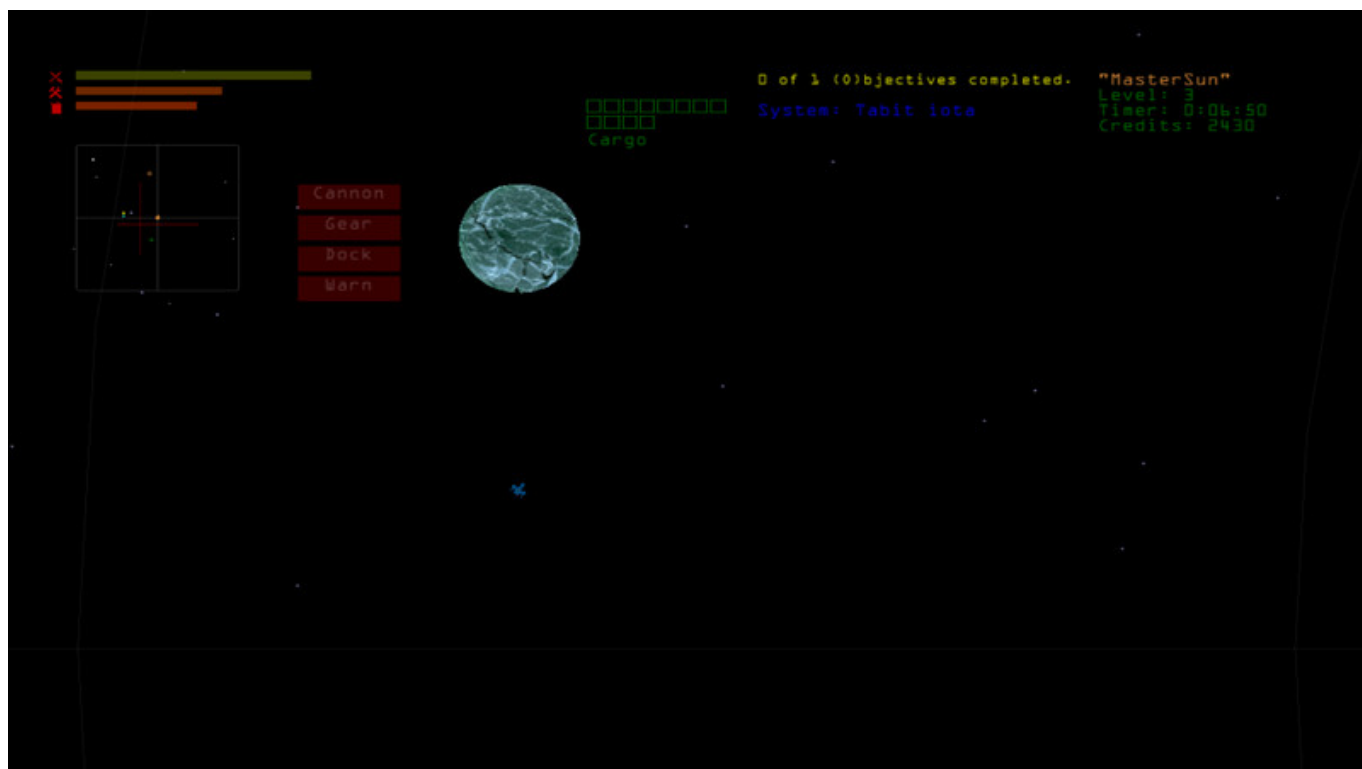 0 of 1 (O)bjectives completed.
"MasterSun"
System: Tabit iota
Level: 3
Timer: 0:06:50
Credits: 2430
Cargo
Cannon
Gear
Dock
Warn